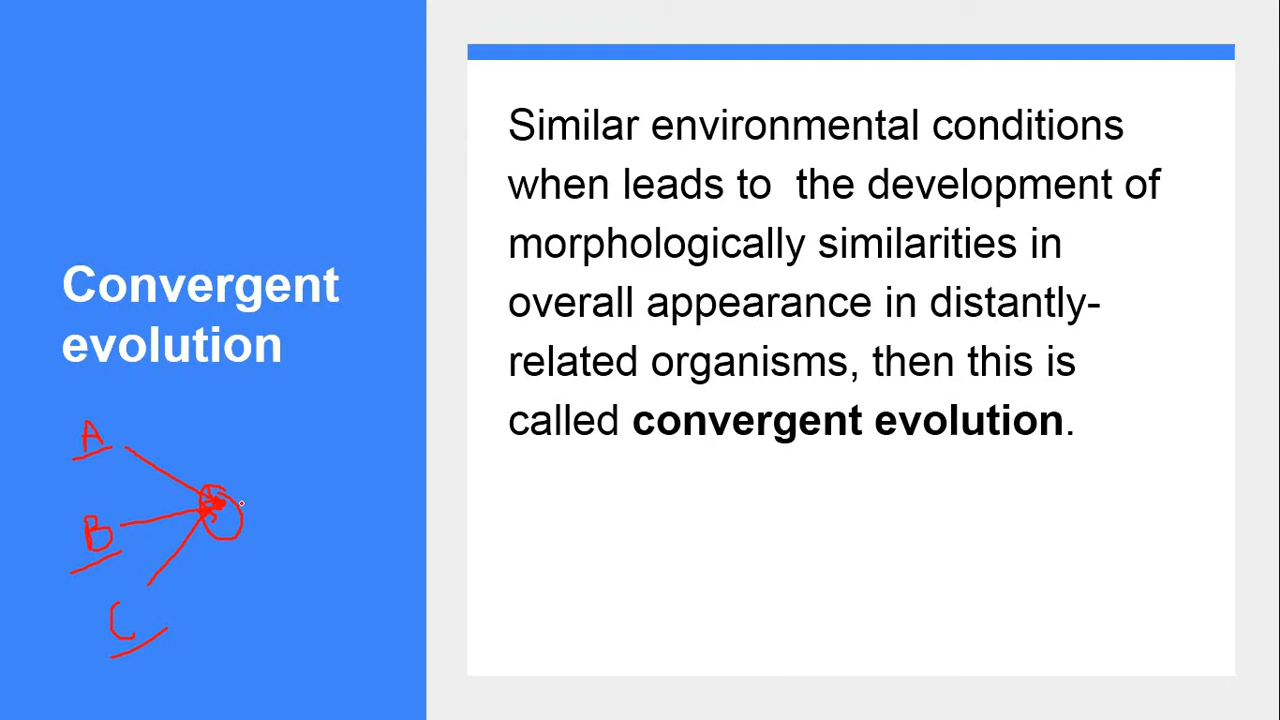 Convergent
evolution
A
B
C
Similar environmental conditions
when leads to  the development of
morphologically similarities in
overall appearance in distantly-
related organisms, then this is
called convergent evolution.